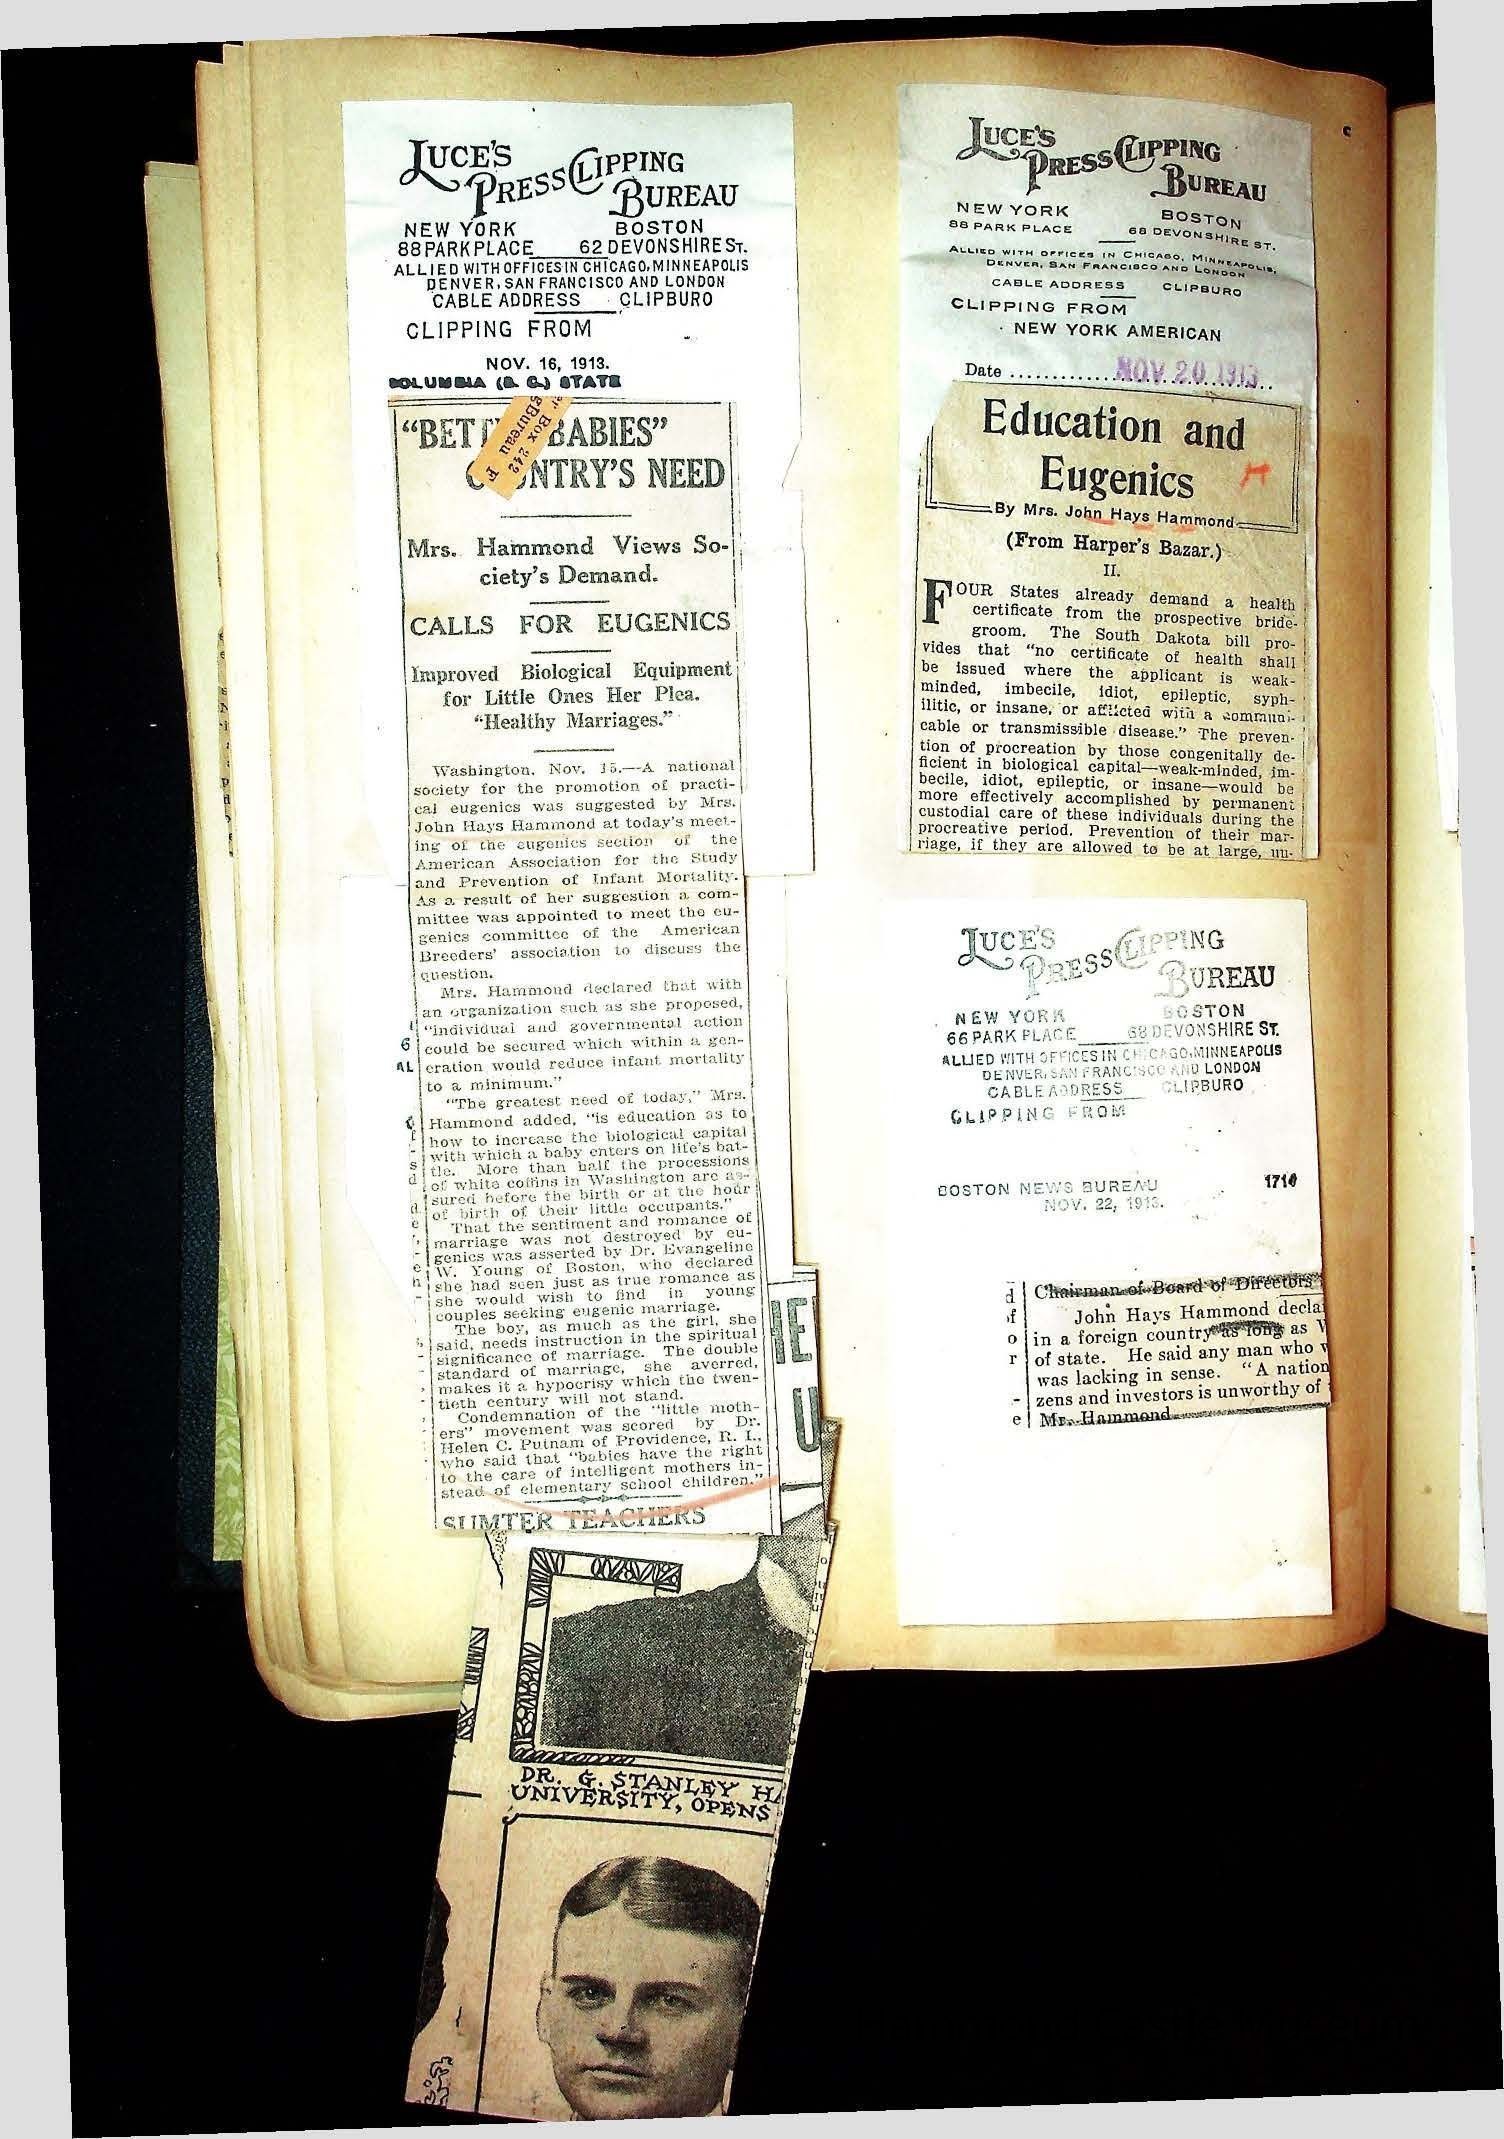 LUCE'S
PRESS CLIPPING
BUREAU
NEW YORK BOSTON
88 PARK PLACE 62 DEVONSHIRE ST.
ALLIED WITH OFFICES IN CHICAGO, MINNEAPOLIS
DENVER, SAN FRANCISCO AND LONDON
CABLE ADDRESS CLIPBURO
CLIPPING FROM
NOV. 16, 1913.
COLUMBIA (S. C.) STATE
Box 242
gBureau F
"BET BABIES"
C NTRY'S NEED
Mrs. Hammond Views So-
ciety's Demand.
CALLS FOR EUGENICS
Improved Biological Equipment
for Little Ones Her Plea.
"Healthy Marriages."
Washington, Nov. 15.—A national
society for the promotion of practi-
cal eugenics was suggested by Mrs.
John Hays Hammond at today's meet-
ing of the eugenics section of the
American Association for the Study
and Prevention of Infant Mortality.
As a result of her suggestion a com-
mittee was appointed to meet the eu-
genics committee of the American
Breeders' association to discuss the
question.
Mrs. Hammond declared that with
an organization such as she proposed,
"individual and governmental action
could be secured which within a gen-
eration would reduce infant mortality
to a minimum."
"The greatest need of today," Mrs.
Hammond added, "is education as to
how to increase the biological capital
with which a baby enters on life's bat-
tle. More than half the processions
of white coffins in Washington are as-
sured before the birth or at the hour
of birth of their little occupants."
That the sentiment and romance of
marriage was not destroyed by eu-
genics was asserted by Dr. Evangeline
W. Young of Boston, who declared
she had seen just as true romance as
she would wish to find in young
couples seeking eugenic marriage.
The boy, as much as the girl, she
said, needs instruction in the spiritual
significance of marriage. The double
standard of marriage, she averred,
makes it a hypocrisy which the twen-
tieth century will not stand.
Condemnation of the "little moth-
ers" movement was scored by Dr.
Helen C. Putnam of Providence, R. I.,
who said that "babies have the right
to the care of intelligent mothers in-
stead of elementary school children."
SUMTER TEACHERS
DR. G. STANLEY HA
UNIVERSITY, OPENS
LUCE'S
PRESS CLIPPING
BUREAU
NEW YORK BOSTON
88 PARK PLACE 68 DEVONSHIRE ST.
ALLIED WITH OFFICES IN CHICAGO, MINNEAPOLIS,
DENVER, SAN FRANCISCO AND LONDON
CABLE ADDRESS CLIPBURO
CLIPPING FROM
NEW YORK AMERICAN
Date NOV 20 1913
Education and
Eugenics
By Mrs. John Hays Hammond
(From Harper's Bazar.)
II.
FOUR States already demand a health
certificate from the prospective bride-
groom. The South Dakota bill pro-
vides that "no certificate of health shall
be issued where the applicant is weak-
minded, imbecile, idiot, epileptic, syph-
ilitic, or insane, or afflicted with a communi-
cable or transmissible disease." The preven-
tion of procreation by those congenitally de-
ficient in biological capital—weak-minded, im-
becile, idiot, epileptic, or insane—would be
more effectively accomplished by permanent
custodial care of these individuals during the
procreative period. Prevention of their mar-
riage, if they are allowed to be at large, un-
LUCE'S
PRESS CLIPPING
BUREAU
NEW YORK BOSTON
66 PARK PLACE 68 DEVONSHIRE ST.
ALLIED WITH OFFICES IN CHICAGO, MINNEAPOLIS
DENVER, SAN FRANCISCO AND LONDON
CABLE ADDRESS CLIPBURO
CLIPPING FROM
BOSTON NEWS BUREAU 1714
NOV. 22, 1913.
Chairman of Board of Directors
John Hays Hammond decla
in a foreign country as long as W
of state. He said any man who
was lacking in sense. "A nation
zens and investors is unworthy of
Mr. Hammond